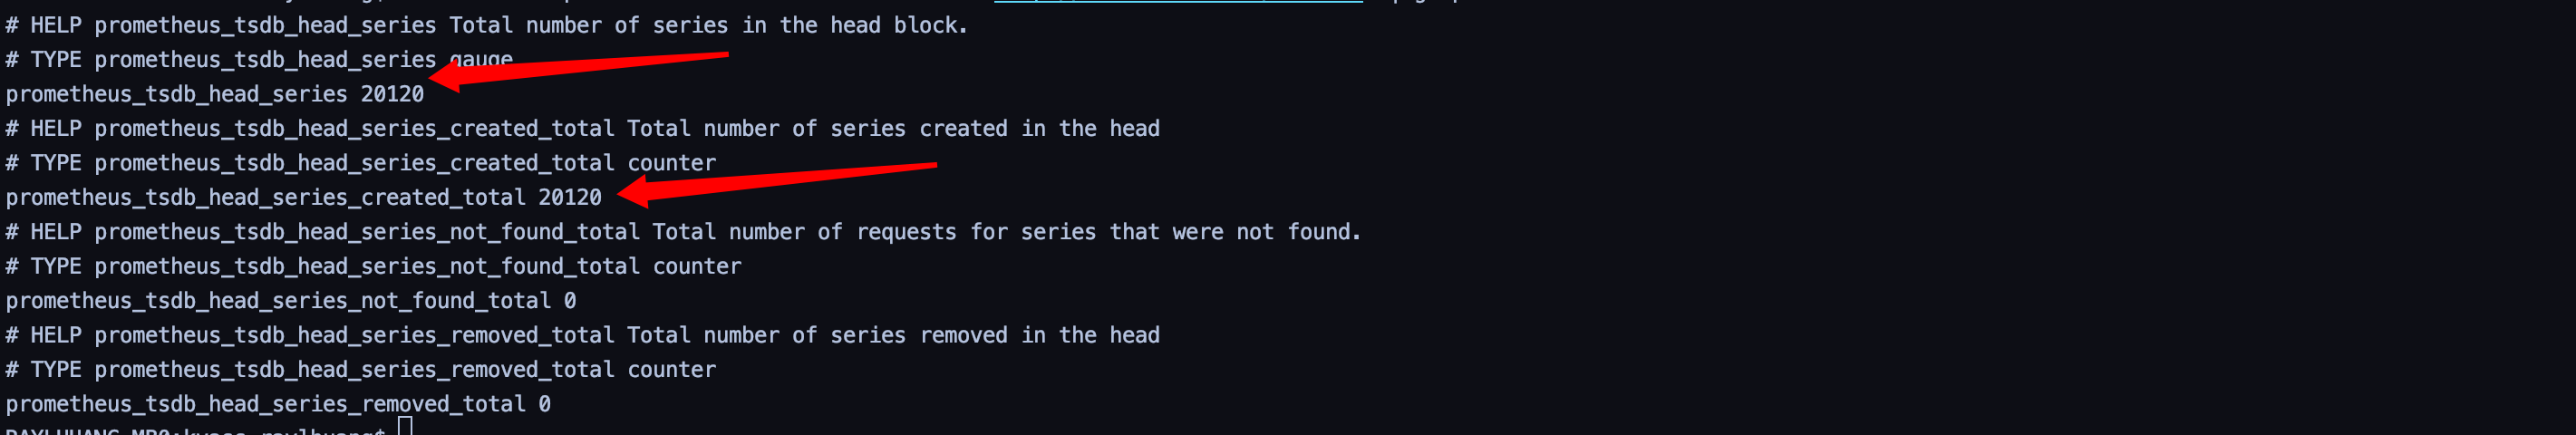 # HELP prometheus_tsdb_head_series Total number of series in the head block.
# TYPE prometheus_tsdb_head_series gauge
prometheus_tsdb_head_series 20120
# HELP prometheus_tsdb_head_series_created_total Total number of series created in the head
# TYPE prometheus_tsdb_head_series_created_total counter
prometheus_tsdb_head_series_created_total 20120
# HELP prometheus_tsdb_head_series_not_found_total Total number of requests for series that were not found.
# TYPE prometheus_tsdb_head_series_not_found_total counter
prometheus_tsdb_head_series_not_found_total 0
# HELP prometheus_tsdb_head_series_removed_total Total number of series removed in the head
# TYPE prometheus_tsdb_head_series_removed_total counter
prometheus_tsdb_head_series_removed_total 0